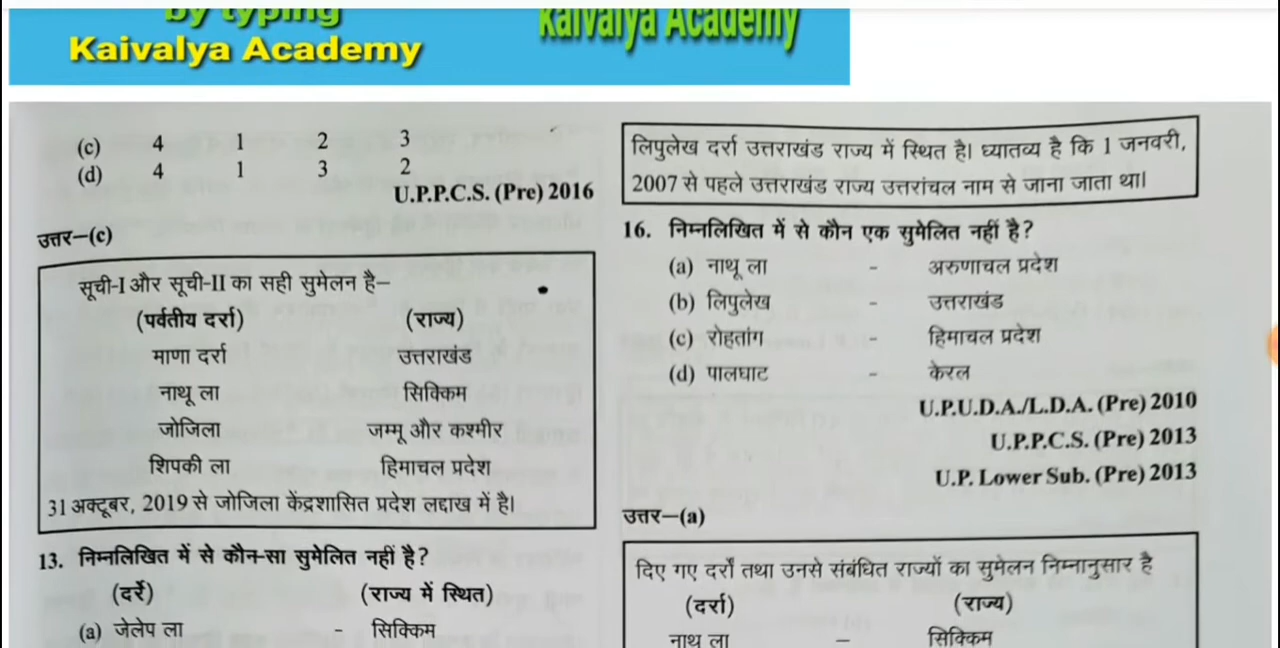 by typing
Kaivalya Academy
Kaivalya Academy
(c) 4 1 2 3
(d) 4 1 3 2
U.P.P.C.S. (Pre) 2016
उत्तर–(c)
सूची-I और सूची-II का सही सुमेलन है–
(पर्वतीय दर्रा) (राज्य)
माणा दर्रा उत्तराखंड
नाथू ला सिक्किम
जोजिला जम्मू और कश्मीर
शिपकी ला हिमाचल प्रदेश
31 अक्टूबर, 2019 से जोजिला केंद्रशासित प्रदेश लद्दाख में है।
13. निम्नलिखित में से कौन-सा सुमेलित नहीं है?
(दर्रे) (राज्य में स्थित)
(a) जेलेप ला - सिक्किम
लिपुलेख दर्रा उत्तराखंड राज्य में स्थित है। ध्यातव्य है कि 1 जनवरी,
2007 से पहले उत्तराखंड राज्य उत्तरांचल नाम से जाना जाता था।
16. निम्नलिखित में से कौन एक सुमेलित नहीं है?
(a) नाथू ला - अरुणाचल प्रदेश
(b) लिपुलेख - उत्तराखंड
(c) रोहतांग - हिमाचल प्रदेश
(d) पालघाट - केरल
U.P.U.D.A./L.D.A. (Pre) 2010
U.P.P.C.S. (Pre) 2013
U.P. Lower Sub. (Pre) 2013
उत्तर–(a)
दिए गए दर्रों तथा उनसे संबंधित राज्यों का सुमेलन निम्नानुसार है
(दर्रा) (राज्य)
नाथू ला – सिक्किम